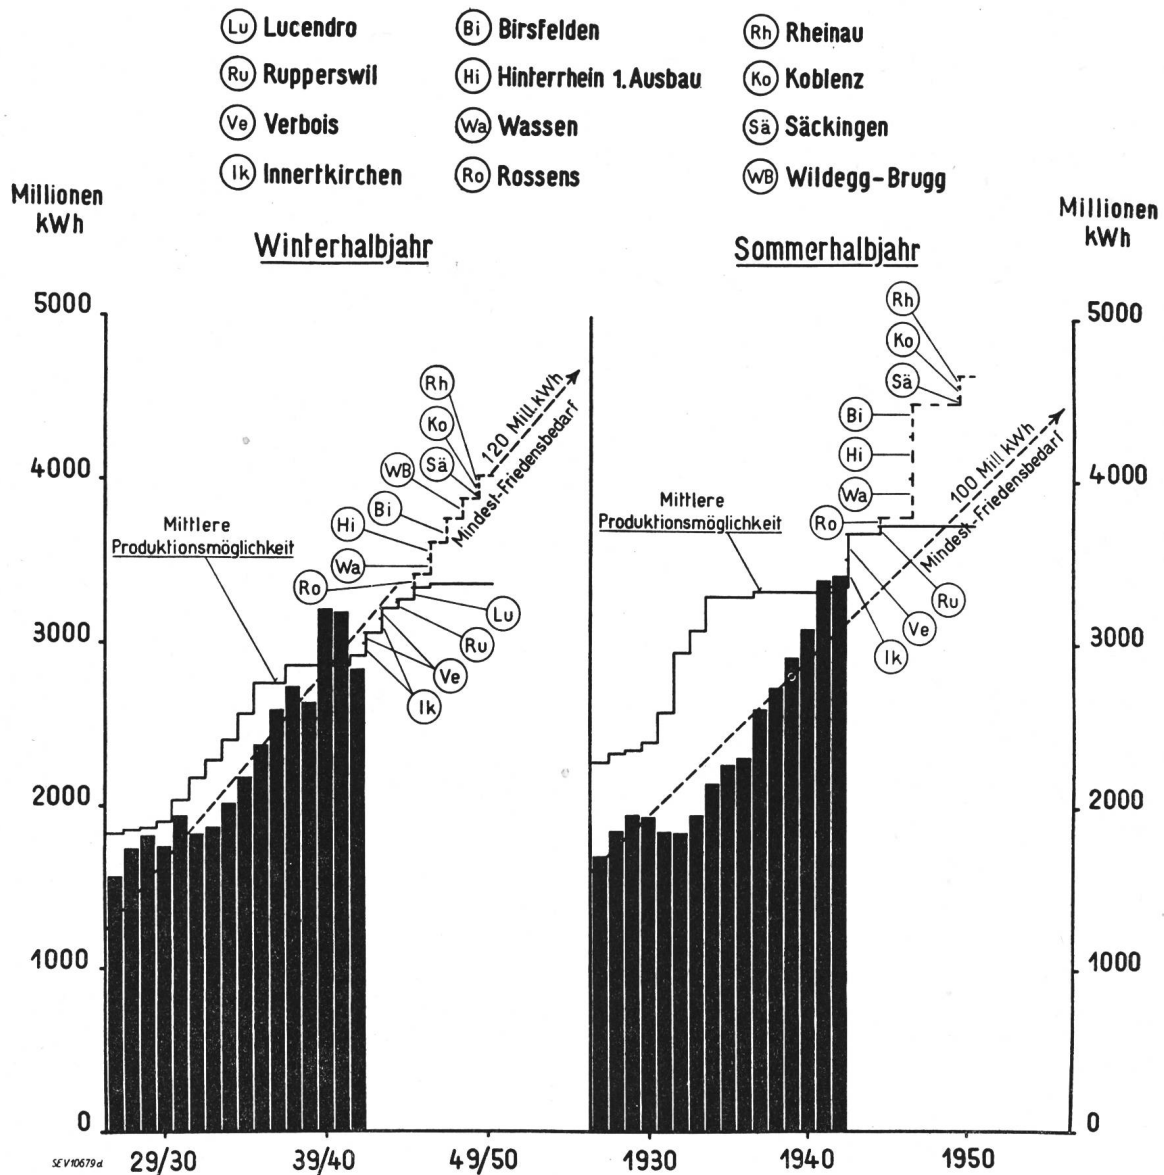 Lu Lucendro
Bi Birsfelden
Rh Rheinau
Ru Rupperswil
Hi Hinterrhein 1.Ausbau
Ko Koblenz
Ve Verbois
Wa Wassen
Sä Säckingen
Ik Innertkirchen
Ro Rossens
WB Wildegg-Brugg
Millionen
kWh
Winterhalbjahr
Sommerhalbjahr
Millionen
kWh
5000
4000
3000
2000
1000
0
Mittlere
Produktionsmöglichkeit
Rh
Ko
Sä
WB
Bi
Hi
Wa
Ro
Lu
Ru
Ve
Ik
120 Mill.kWh
Mindest-Friedensbedarf
29/30
39/40
49/50
Mittlere
Produktionsmöglichkeit
Rh
Ko
Sä
Bi
Hi
Wa
Ro
Ru
Ve
Ik
100 Mill kWh
Mindest-Friedensbedarf
1930
1940
1950
5000
4000
3000
2000
1000
0
SEV10679d